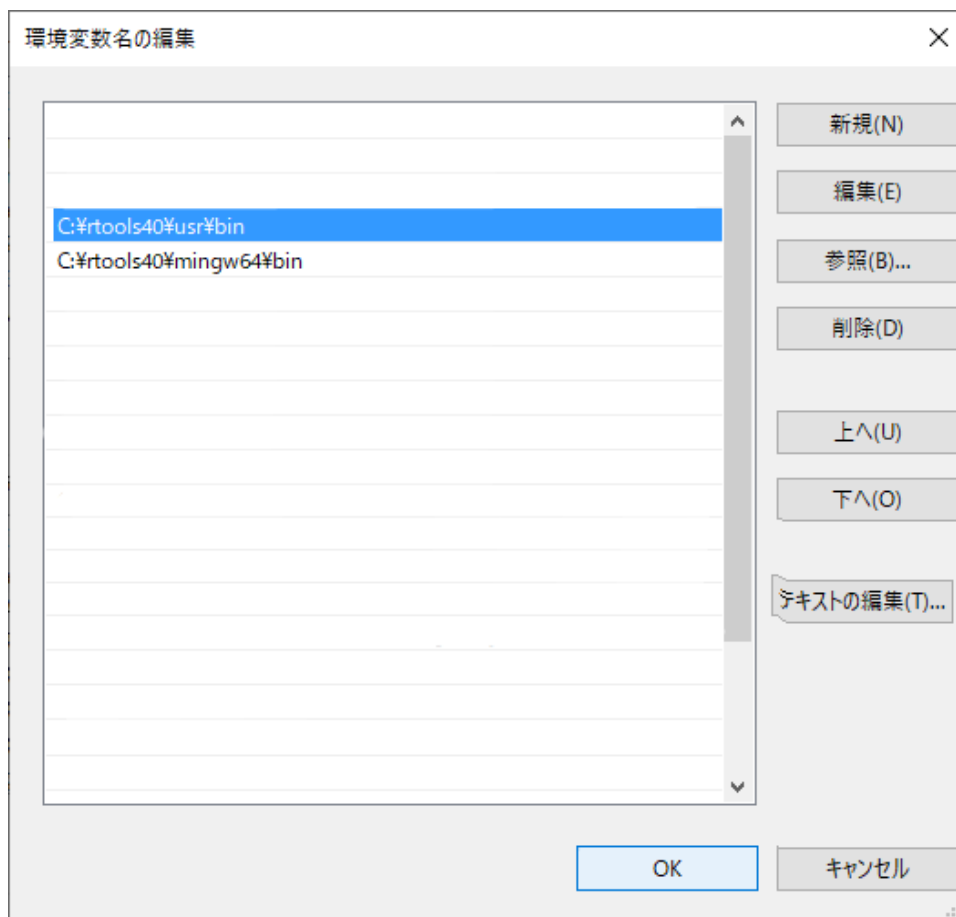 環境変数名の編集
新規(N)
編集(E)
C:¥rtools40¥usr¥bin
C:¥rtools40¥mingw64¥bin
参照(B)...
削除(D)
上へ(U)
下へ(O)
テキストの編集(T)...
OK
キャンセル